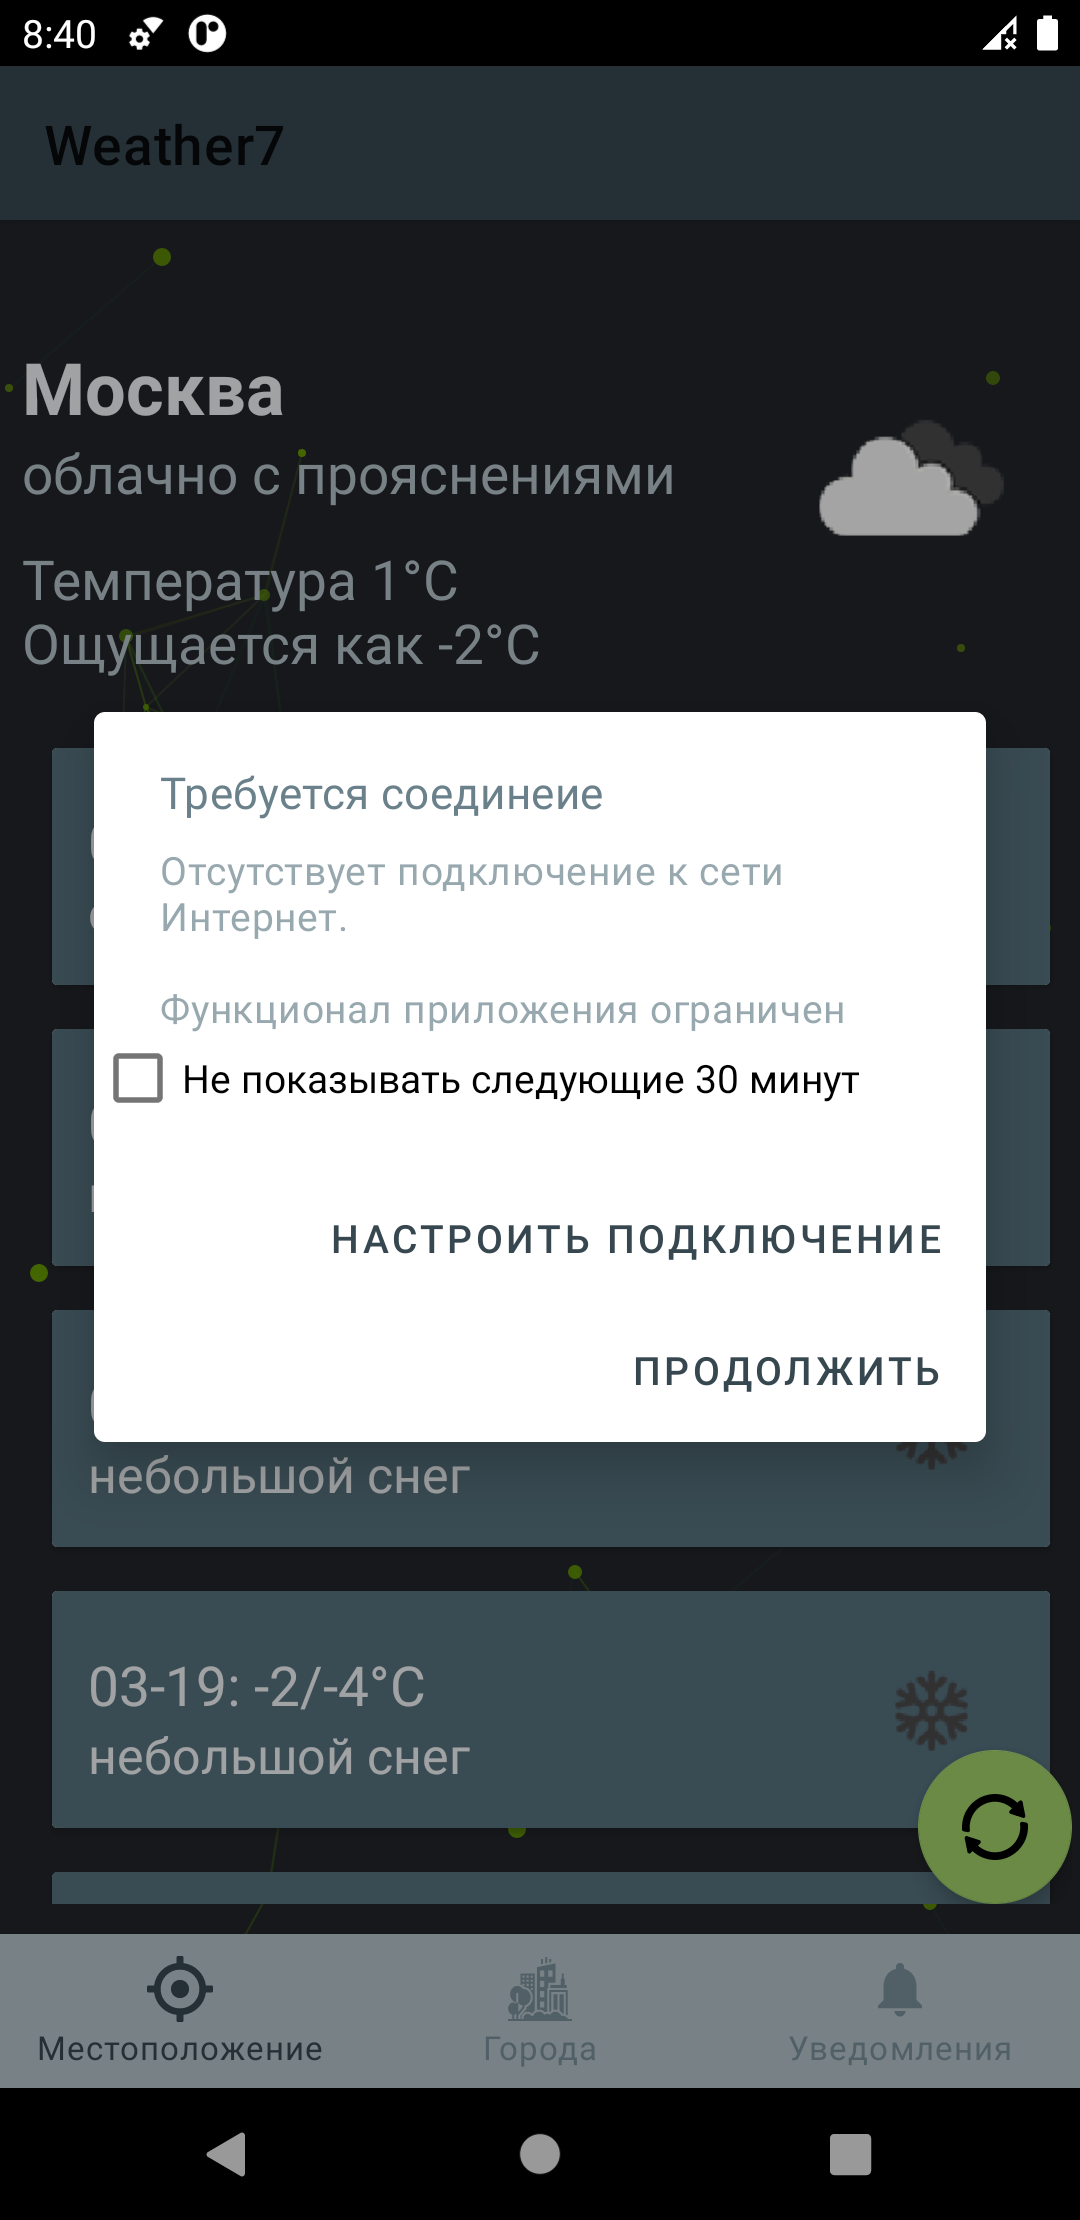 8:40
Weather7
Москва
облачно с прояснениями
Температура 1°C
Ощущается как -2°C
Требуется соединеие
Отсутствует подключение к сети
Интернет.
Функционал приложения ограничен
Не показывать следующие 30 минут
НАСТРОИТЬ ПОДКЛЮЧЕНИЕ
ПРОДОЛЖИТЬ
небольшой снег
03-19: -2/-4°C
небольшой снег
Местоположение
Города
Уведомления